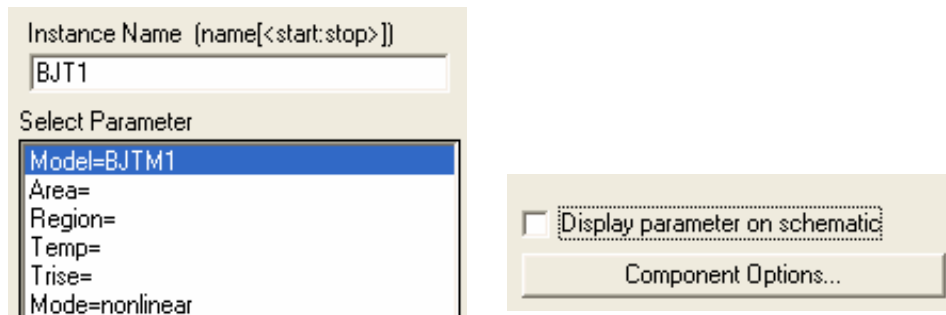 Instance Name (name[<start:stop>])
BJT1
Select Parameter
Model=BJTM1
Area=
Region=
Temp=
Trise=
Mode=nonlinear
Display parameter on schematic
Component Options...